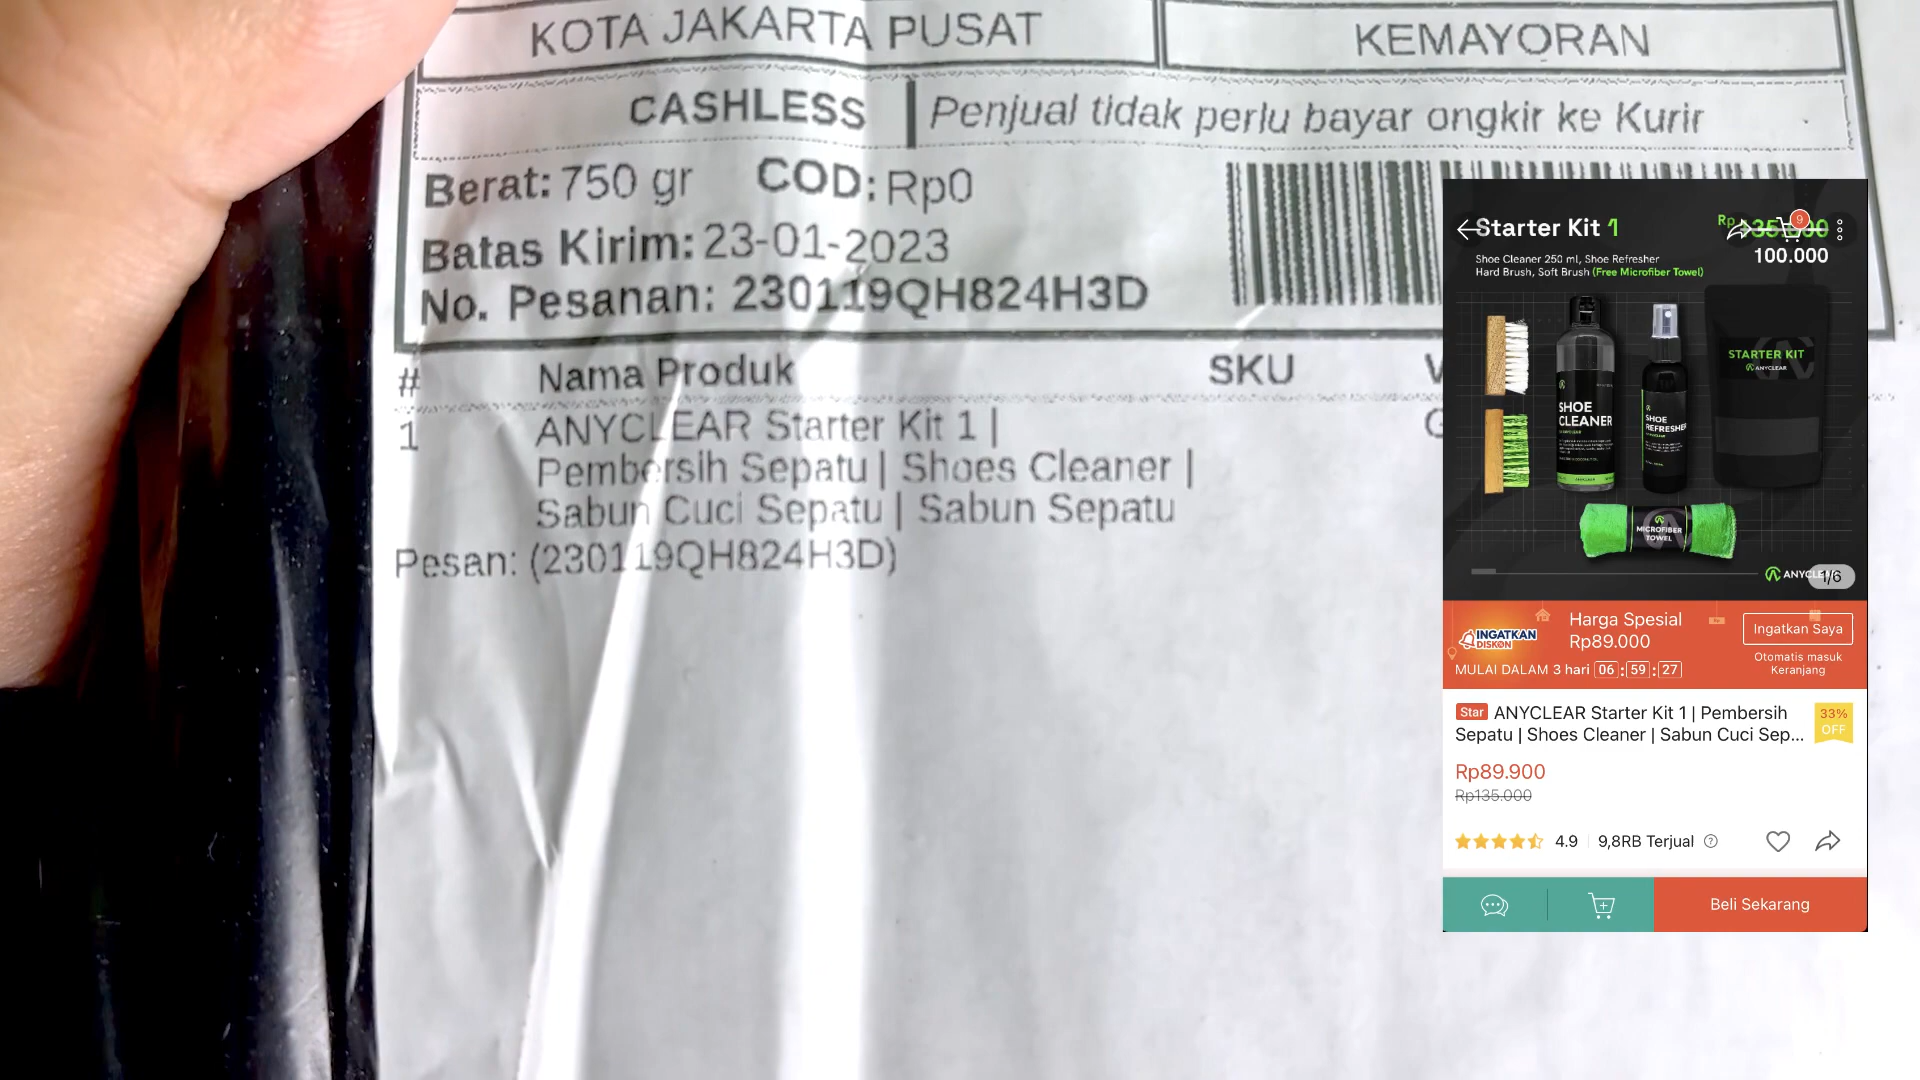 KOTA JAKARTA PUSAT
KEMAYORAN
CASHLESS
Penjual tidak perlu bayar ongkir ke Kurir
Berat: 750 gr COD: Rp0
Batas Kirim: 23-01-2023
No. Pesanan: 230119QH824H3D
# Nama Produk SKU V
1 ANYCLEAR Starter Kit 1 |
Pembersih Sepatu | Shoes Cleaner |
Sabun Cuci Sepatu | Sabun Sepatu
Pesan: (230119QH824H3D)
Starter Kit 1
Rp 135.000
9
100.000
Shoe Cleaner 250 ml, Shoe Refresher
Hard Brush, Soft Brush (Free Microfiber Towel)
SHOE
CLEANER
SHOE
REFRESHER
STARTER KIT
ANYCLEAR
MICROFIBER
TOWEL
ANYCLEAR
1/6
INGATKAN
DISKON
Harga Spesial
Rp89.000
Ingatkan Saya
MULAI DALAM 3 hari 06 : 59 : 27
Otomatis masuk
Keranjang
Star ANYCLEAR Starter Kit 1 | Pembersih
Sepatu | Shoes Cleaner | Sabun Cuci Sep...
33%
OFF
Rp89.900
Rp135.000
4.9 9,8RB Terjual
Beli Sekarang